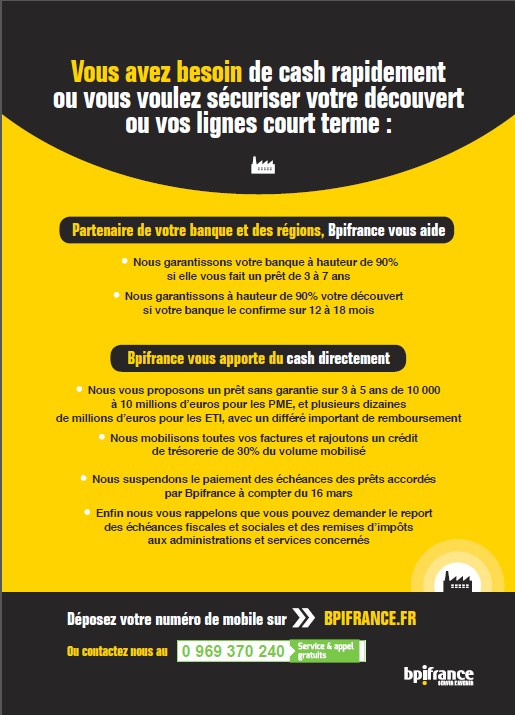 Vous avez besoin de cash rapidement
ou vous voulez sécuriser votre découvert
ou vos lignes court terme :
Partenaire de votre banque et des régions, Bpifrance vous aide
• Nous garantissons votre banque à hauteur de 90%
si elle vous fait un prêt de 3 à 7 ans
• Nous garantissons à hauteur de 90% votre découvert
si votre banque le confirme sur 12 à 18 mois
Bpifrance vous apporte du cash directement
• Nous vous proposons un prêt sans garantie sur 3 à 5 ans de 10 000
à 10 millions d'euros pour les PME, et plusieurs dizaines
de millions d'euros pour les ETI, avec un différé important de remboursement
• Nous mobilisons toutes vos factures et rajoutons un crédit
de trésorerie de 30% du volume mobilisé
• Nous suspendons le paiement des échéances des prêts accordés
par Bpifrance à compter du 16 mars
• Enfin nous vous rappelons que vous pouvez demander le report
des échéances fiscales et sociales et des remises d'impôts
aux administrations et services concernés
Déposez votre numéro de mobile sur >> BPIFRANCE.FR
Ou contactez nous au 0 969 370 240 Service & appel
gratuits
bpifrance
SERVIR L'AVENIR